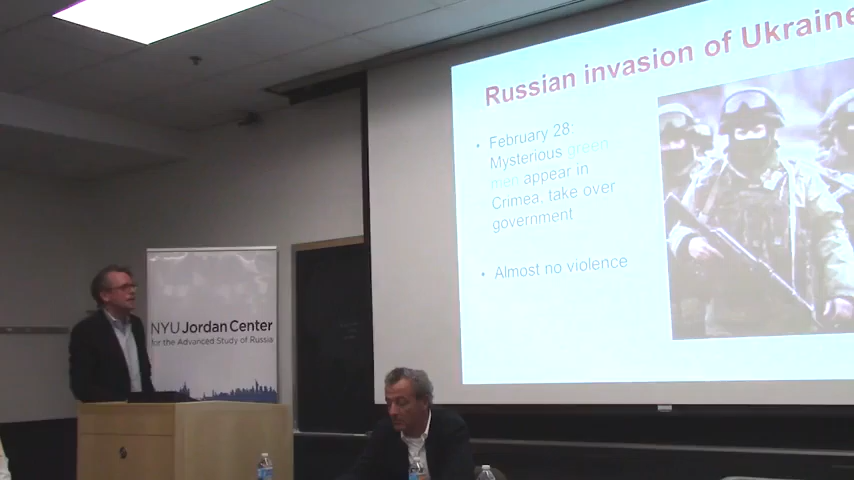 Russian invasion of Ukraine
• February 28:
Mysterious green
men appear in
Crimea, take over
government
• Almost no violence
NYU Jordan Center
for the Advanced Study of Russia